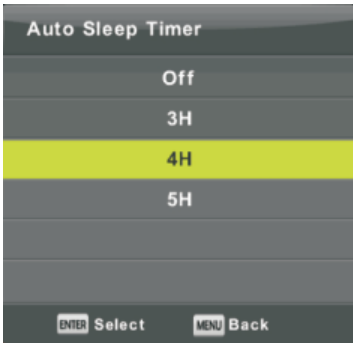 Auto Sleep Timer
Off
3H
4H
5H
ENTER Select MENU Back